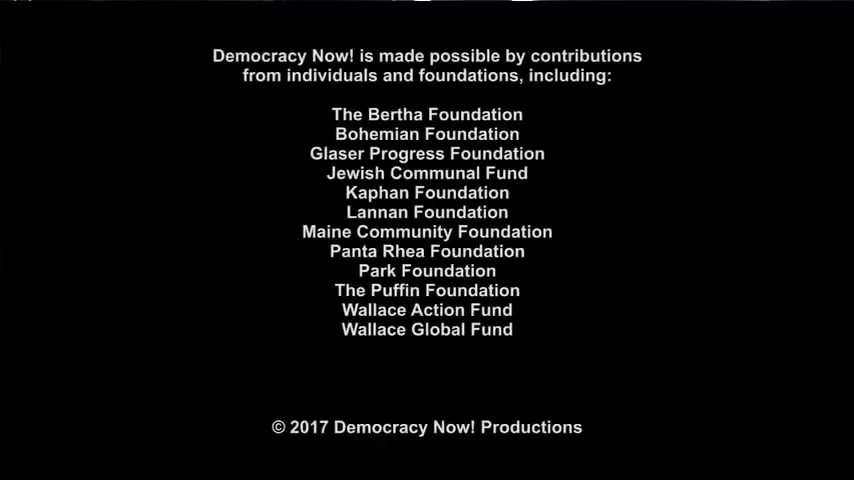 Democracy Now! is made possible by contributions
from individuals and foundations, including:
The Bertha Foundation
Bohemian Foundation
Glaser Progress Foundation
Jewish Communal Fund
Kaphan Foundation
Lannan Foundation
Maine Community Foundation
Panta Rhea Foundation
Park Foundation
The Puffin Foundation
Wallace Action Fund
Wallace Global Fund
© 2017 Democracy Now! Productions